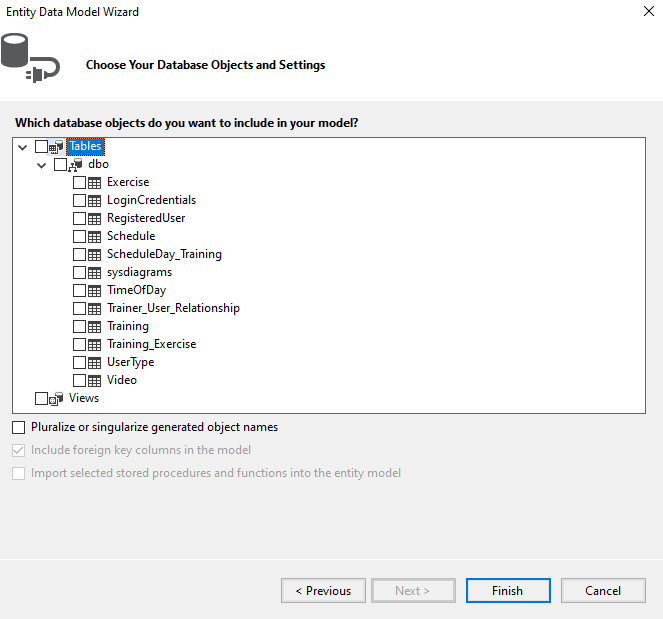 Entity Data Model Wizard
Choose Your Database Objects and Settings
Which database objects do you want to include in your model?
Tables
dbo
Exercise
LoginCredentials
RegisteredUser
Schedule
ScheduleDay_Training
sysdiagrams
TimeOfDay
Trainer_User_Relationship
Training
Training_Exercise
UserType
Video
Views
Pluralize or singularize generated object names
Include foreign key columns in the model
Import selected stored procedures and functions into the entity model
< Previous Next > Finish Cancel